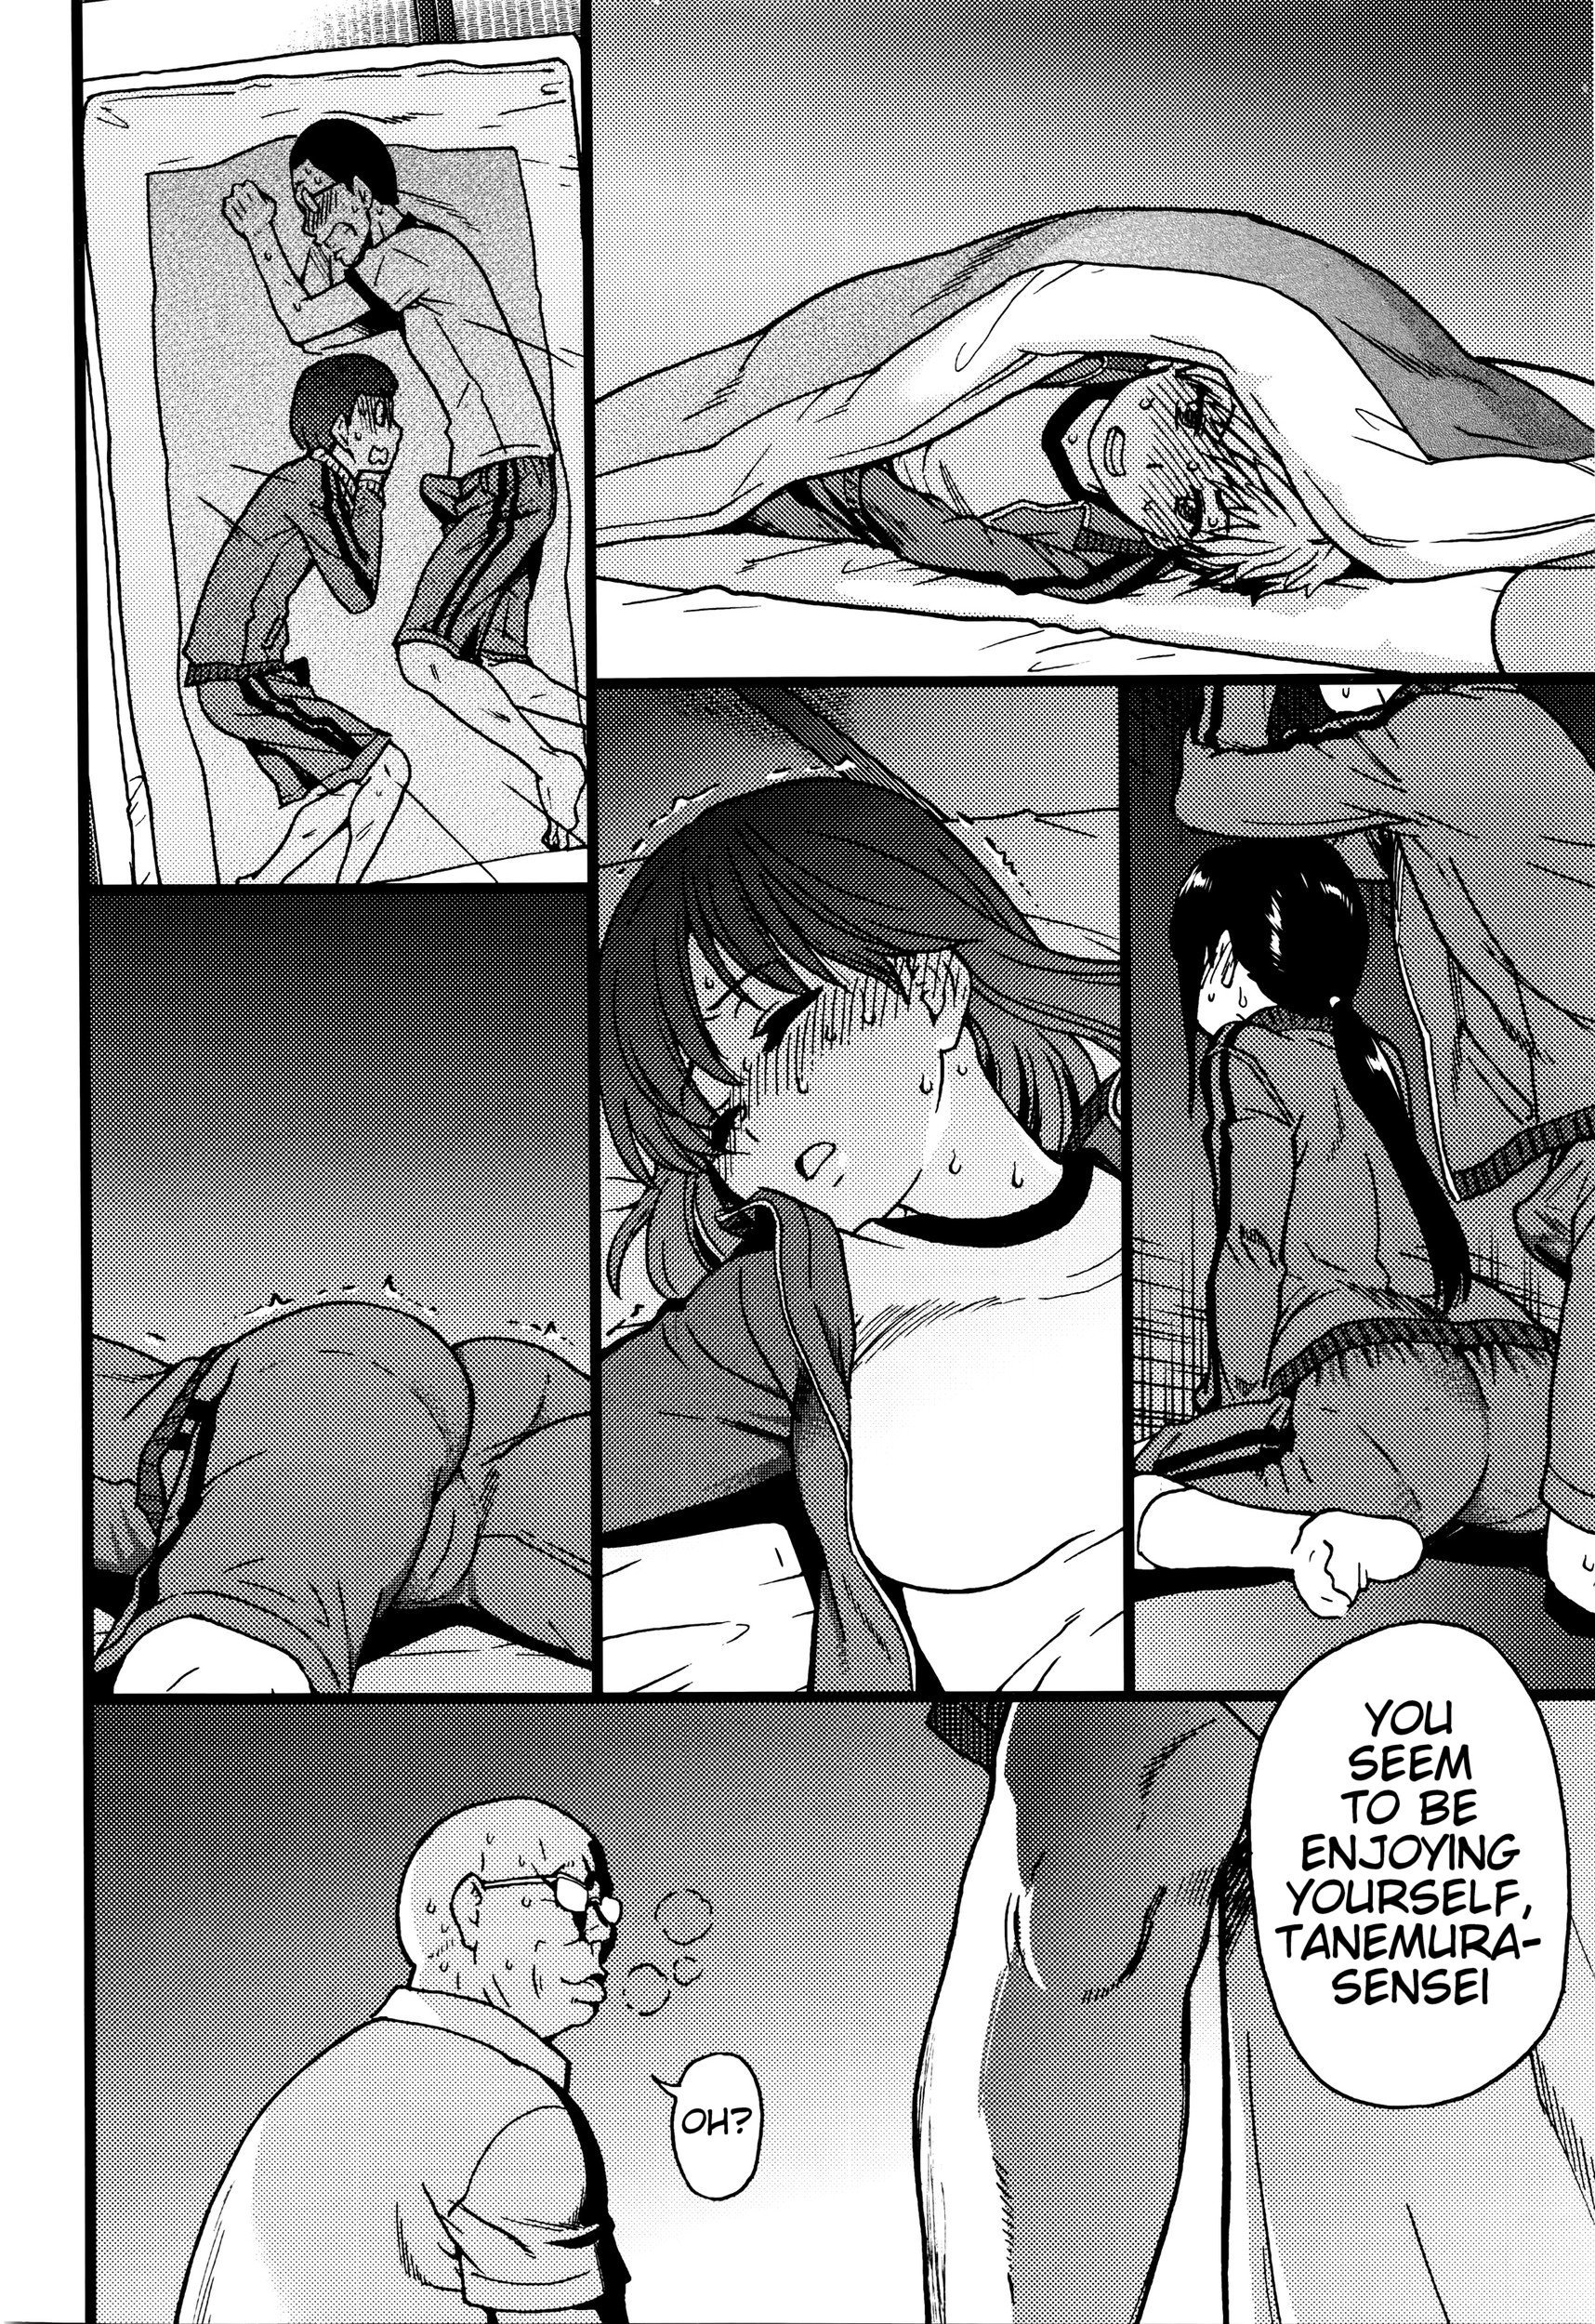 YOU
SEEM
TO BE
ENJOYING
YOURSELF,
TANEMURA-
SENSEI
OH?